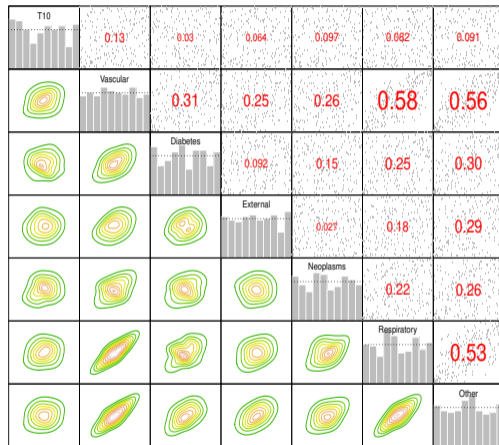 T10
0.13 0.03 0.064 0.097 0.062 0.091
Vascular
0.31 0.25 0.26 0.58 0.56
Diabetes
0.092 0.15 0.25 0.30
External
0.027 0.18 0.29
Neoplasms
0.22 0.26
Respiratory
0.53
Other